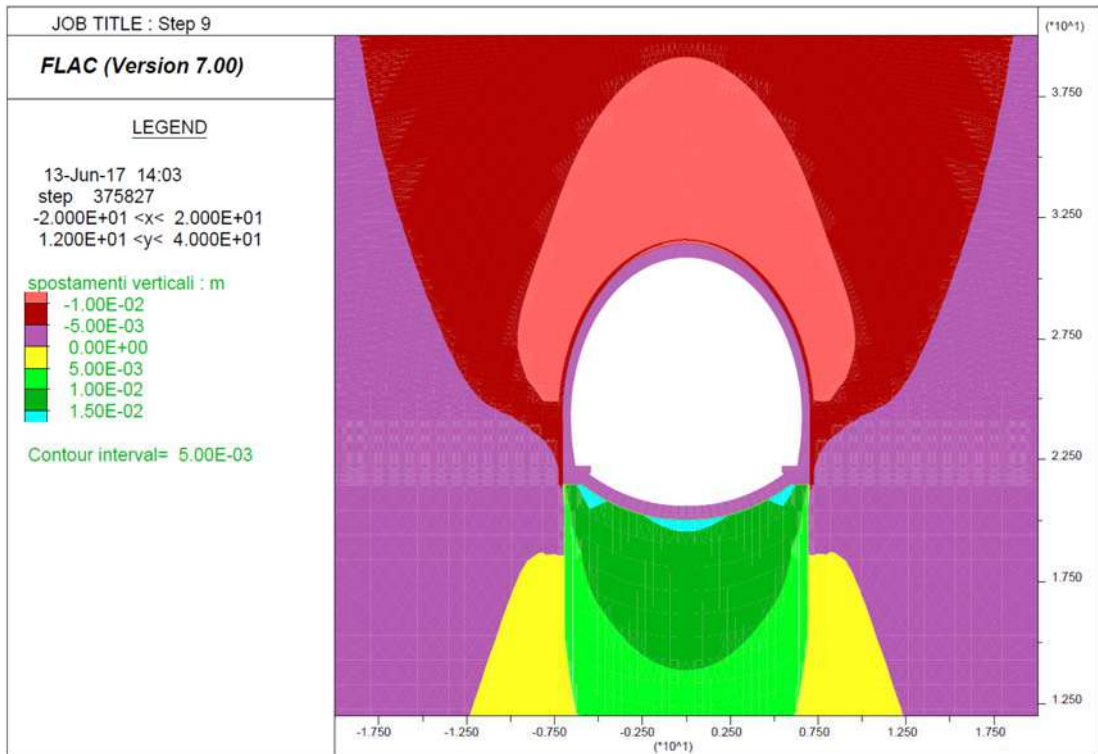 JOB TITLE : Step 9
(*10^1)
FLAC (Version 7.00)
LEGEND
13-Jun-17 14:03
step 375827
-2.000E+01 <x< 2.000E+01
1.200E+01 <y< 4.000E+01
spostamenti verticali : m
-1.00E-02
-5.00E-03
0.00E+00
5.00E-03
1.00E-02
1.50E-02
Contour interval= 5.00E-03
3.750
3.250
2.750
2.250
1.750
1.250
-1.750 -1.250 -0.750 -0.250 0.250 0.750 1.250 1.750
(*10^1)